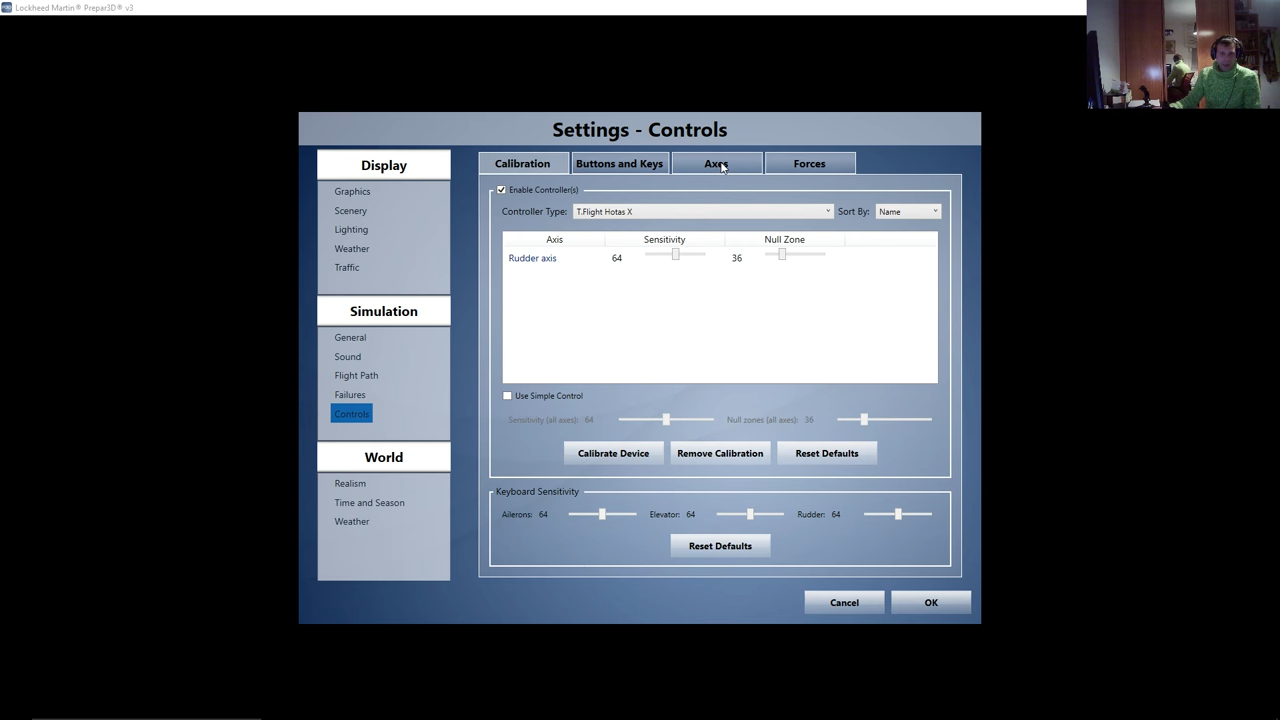 Lockheed Martin® Prepar3D® v3
Settings - Controls
Display
Graphics
Scenery
Lighting
Weather
Traffic
Simulation
General
Sound
Flight Path
Failures
Controls
World
Realism
Time and Season
Weather
Calibration Buttons and Keys Axes Forces
Enable Controller(s)
Controller Type: T.Flight Hotas X Sort By: Name
Axis Sensitivity Null Zone
Rudder axis 64 36
Use Simple Control
Sensitivity (all axes): 64 Null zones (all axes): 36
Calibrate Device Remove Calibration Reset Defaults
Keyboard Sensitivity
Ailerons: 64 Elevator: 64 Rudder: 64
Reset Defaults
Cancel OK